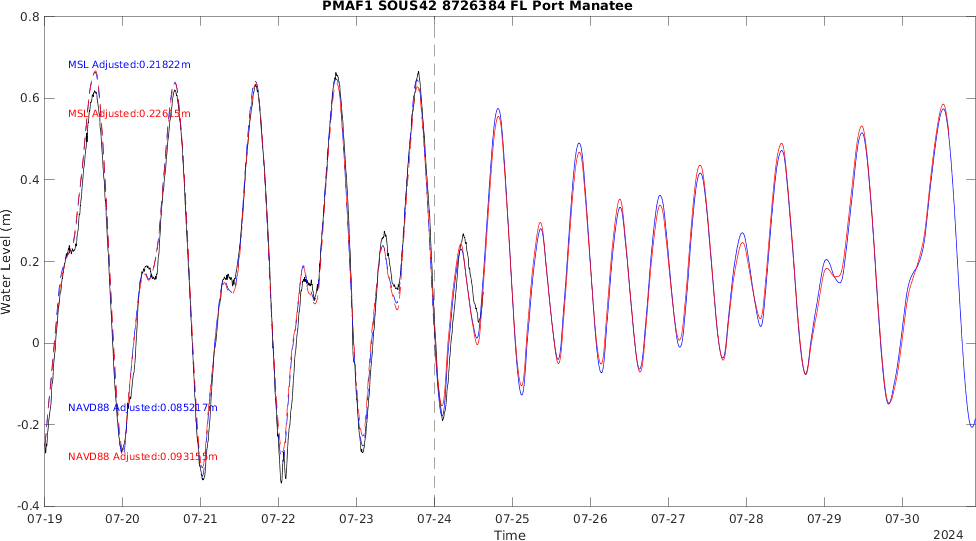 PMAF1 SOUS42 8726384 FL Port Manatee
0.8
0.6
0.4
0.2
0
-0.2
-0.4
Water Level (m)
MSL Adjusted:0.21822m
MSL Adjusted:0.22615m
NAVD88 Adjusted:0.085217m
NAVD88 Adjusted:0.093155m
07-19 07-20 07-21 07-22 07-23 07-24 07-25 07-26 07-27 07-28 07-29 07-30
Time
2024